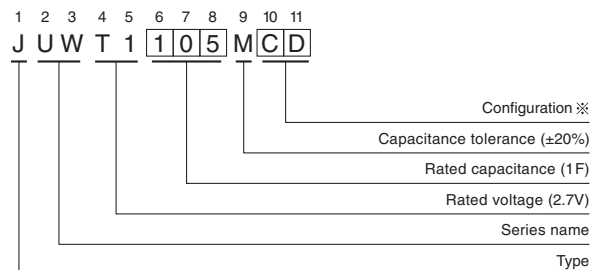 1 2 3 4 5 6 7 8 9 10 11
J U W T 1 1 0 5 M C D
Configuration ※
Capacitance tolerance (±20%)
Rated capacitance (1F)
Rated voltage (2.7V)
Series name
Type